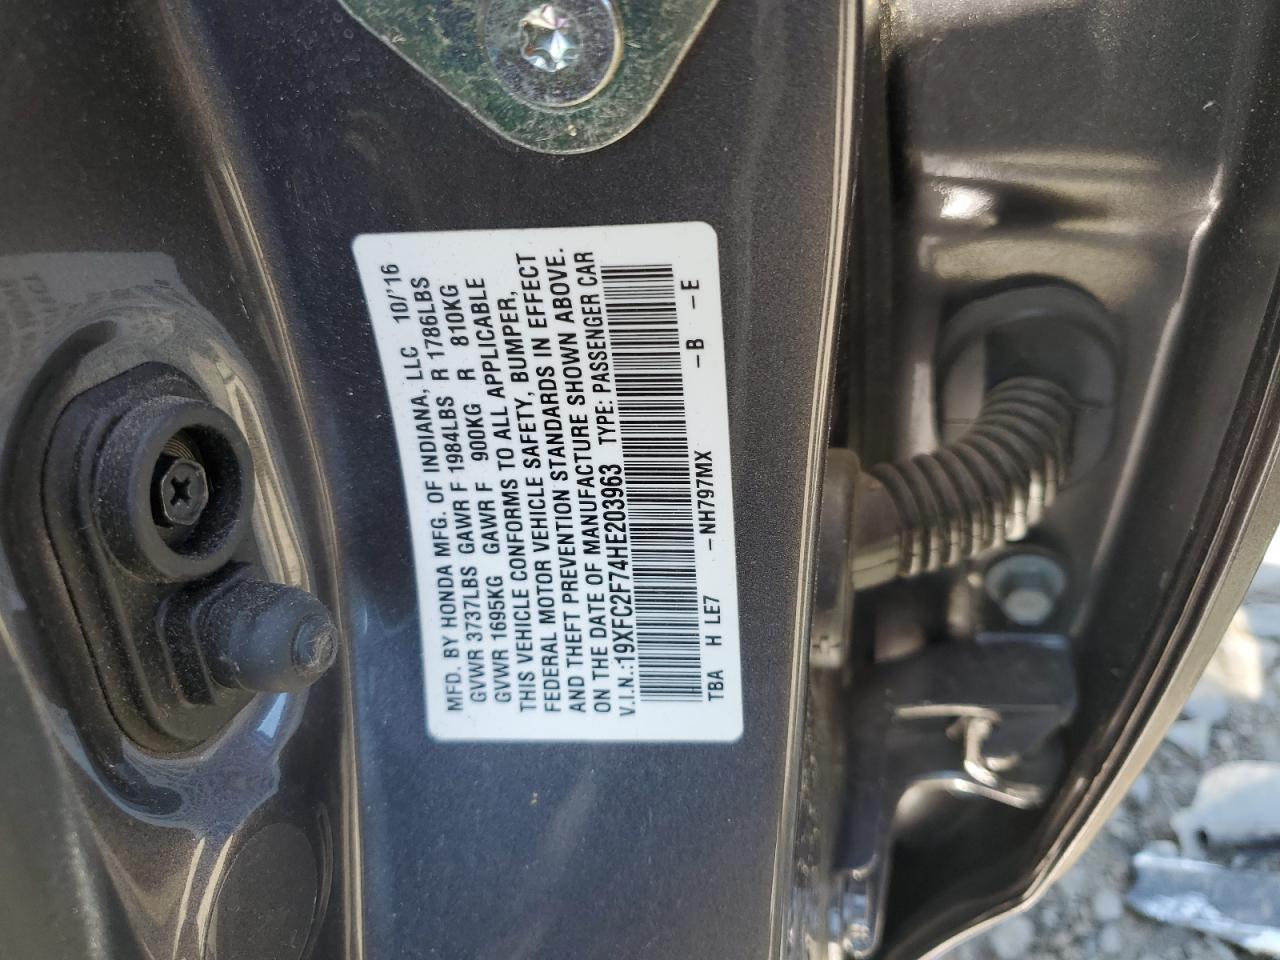 MFD. BY HONDA MFG. OF INDIANA, LLC 10/'16
GVWR 3737LBS GAWR F 1984LBS R 1786LBS
GVWR 1695KG GAWR F 900KG R 810KG
THIS VEHICLE CONFORMS TO ALL APPLICABLE
FEDERAL MOTOR VEHICLE SAFETY, BUMPER,
AND THEFT PREVENTION STANDARDS IN EFFECT
ON THE DATE OF MANUFACTURE SHOWN ABOVE.
V.I.N.:19XFC2F74HE203963 TYPE: PASSENGER CAR
TBA H LE7 –NH797MX –B –E